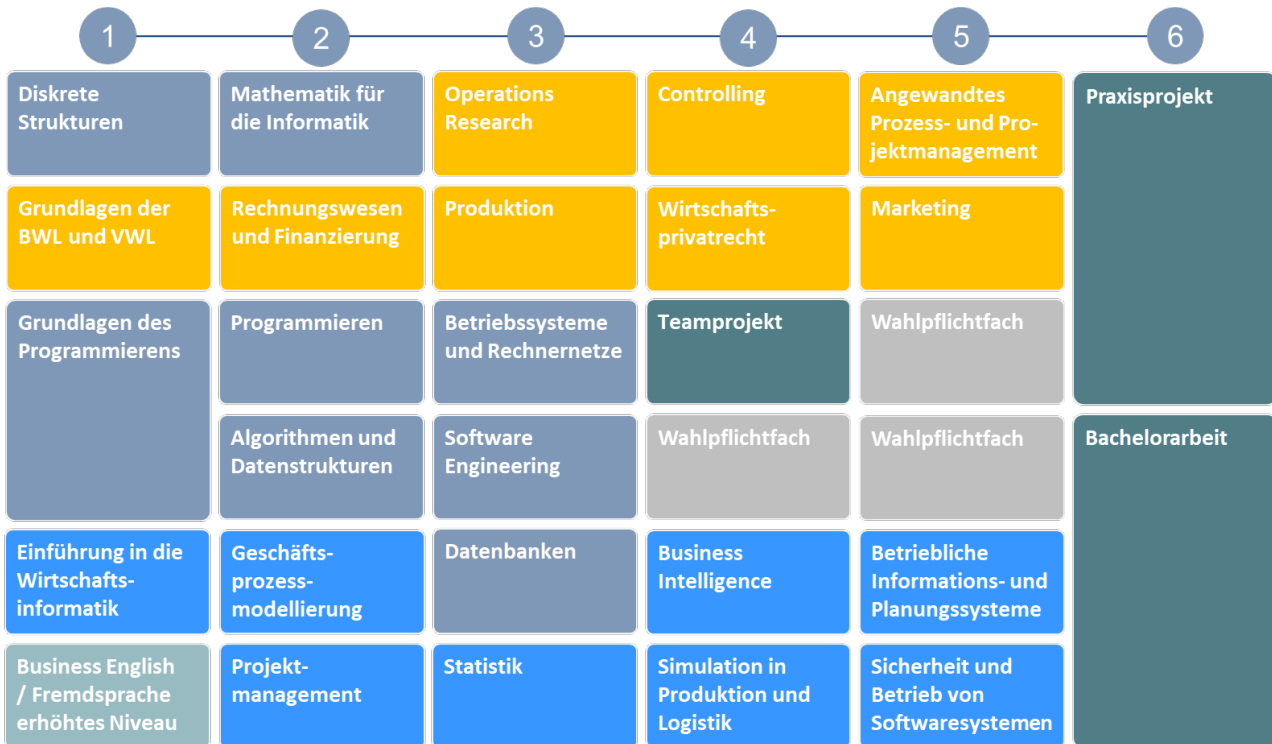 1
2
3
4
5
6
Diskrete
Strukturen
Mathematik für
die Informatik
Operations
Research
Controlling
Angewandtes
Prozess- und Pro-
jektmanagement
Praxisprojekt
Grundlagen der
BWL und VWL
Rechnungswesen
und Finanzierung
Produktion
Wirtschafts-
privatrecht
Marketing
Grundlagen des
Programmierens
Programmieren
Betriebssysteme
und Rechnernetze
Teamprojekt
Wahlpflichtfach
Algorithmen und
Datenstrukturen
Software
Engineering
Wahlpflichtfach
Wahlpflichtfach
Bachelorarbeit
Einführung in die
Wirtschafts-
informatik
Geschäfts-
prozess-
modellierung
Datenbanken
Business
Intelligence
Betriebliche
Informations- und
Planungssysteme
Business English
/ Fremdsprache
erhöhtes Niveau
Projekt-
management
Statistik
Simulation in
Produktion und
Logistik
Sicherheit und
Betrieb von
Softwaresystemen